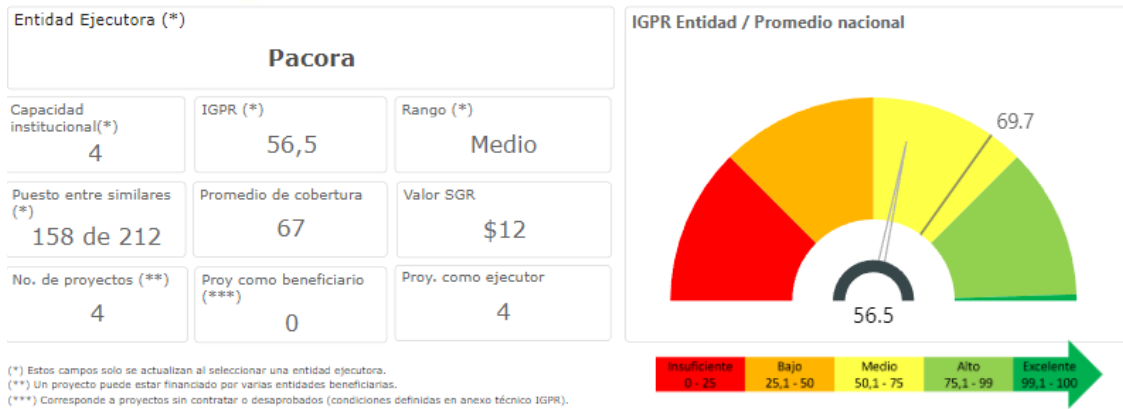 Entidad Ejecutora (*)
Pacora
Capacidad
institucional(*)
4
IGPR (*)
56,5
Rango (*)
Medio
Puesto entre similares
(*)
158 de 212
Promedio de cobertura
67
Valor SGR
$12
No. de proyectos (**)
4
Proy como beneficiario
(***)
0
Proy. como ejecutor
4
(*) Estos campos solo se actualizan al seleccionar una entidad ejecutora.
(**) Un proyecto puede estar financiado por varias entidades beneficiarias.
(***) Corresponde a proyectos sin contratar o desaprobados (condiciones definidas en anexo técnico IGPR).
IGPR Entidad / Promedio nacional
69.7
56.5
Insuficiente
0 - 25
Bajo
25,1 - 50
Medio
50,1 - 75
Alto
75,1 - 99
Excelente
99,1 - 100